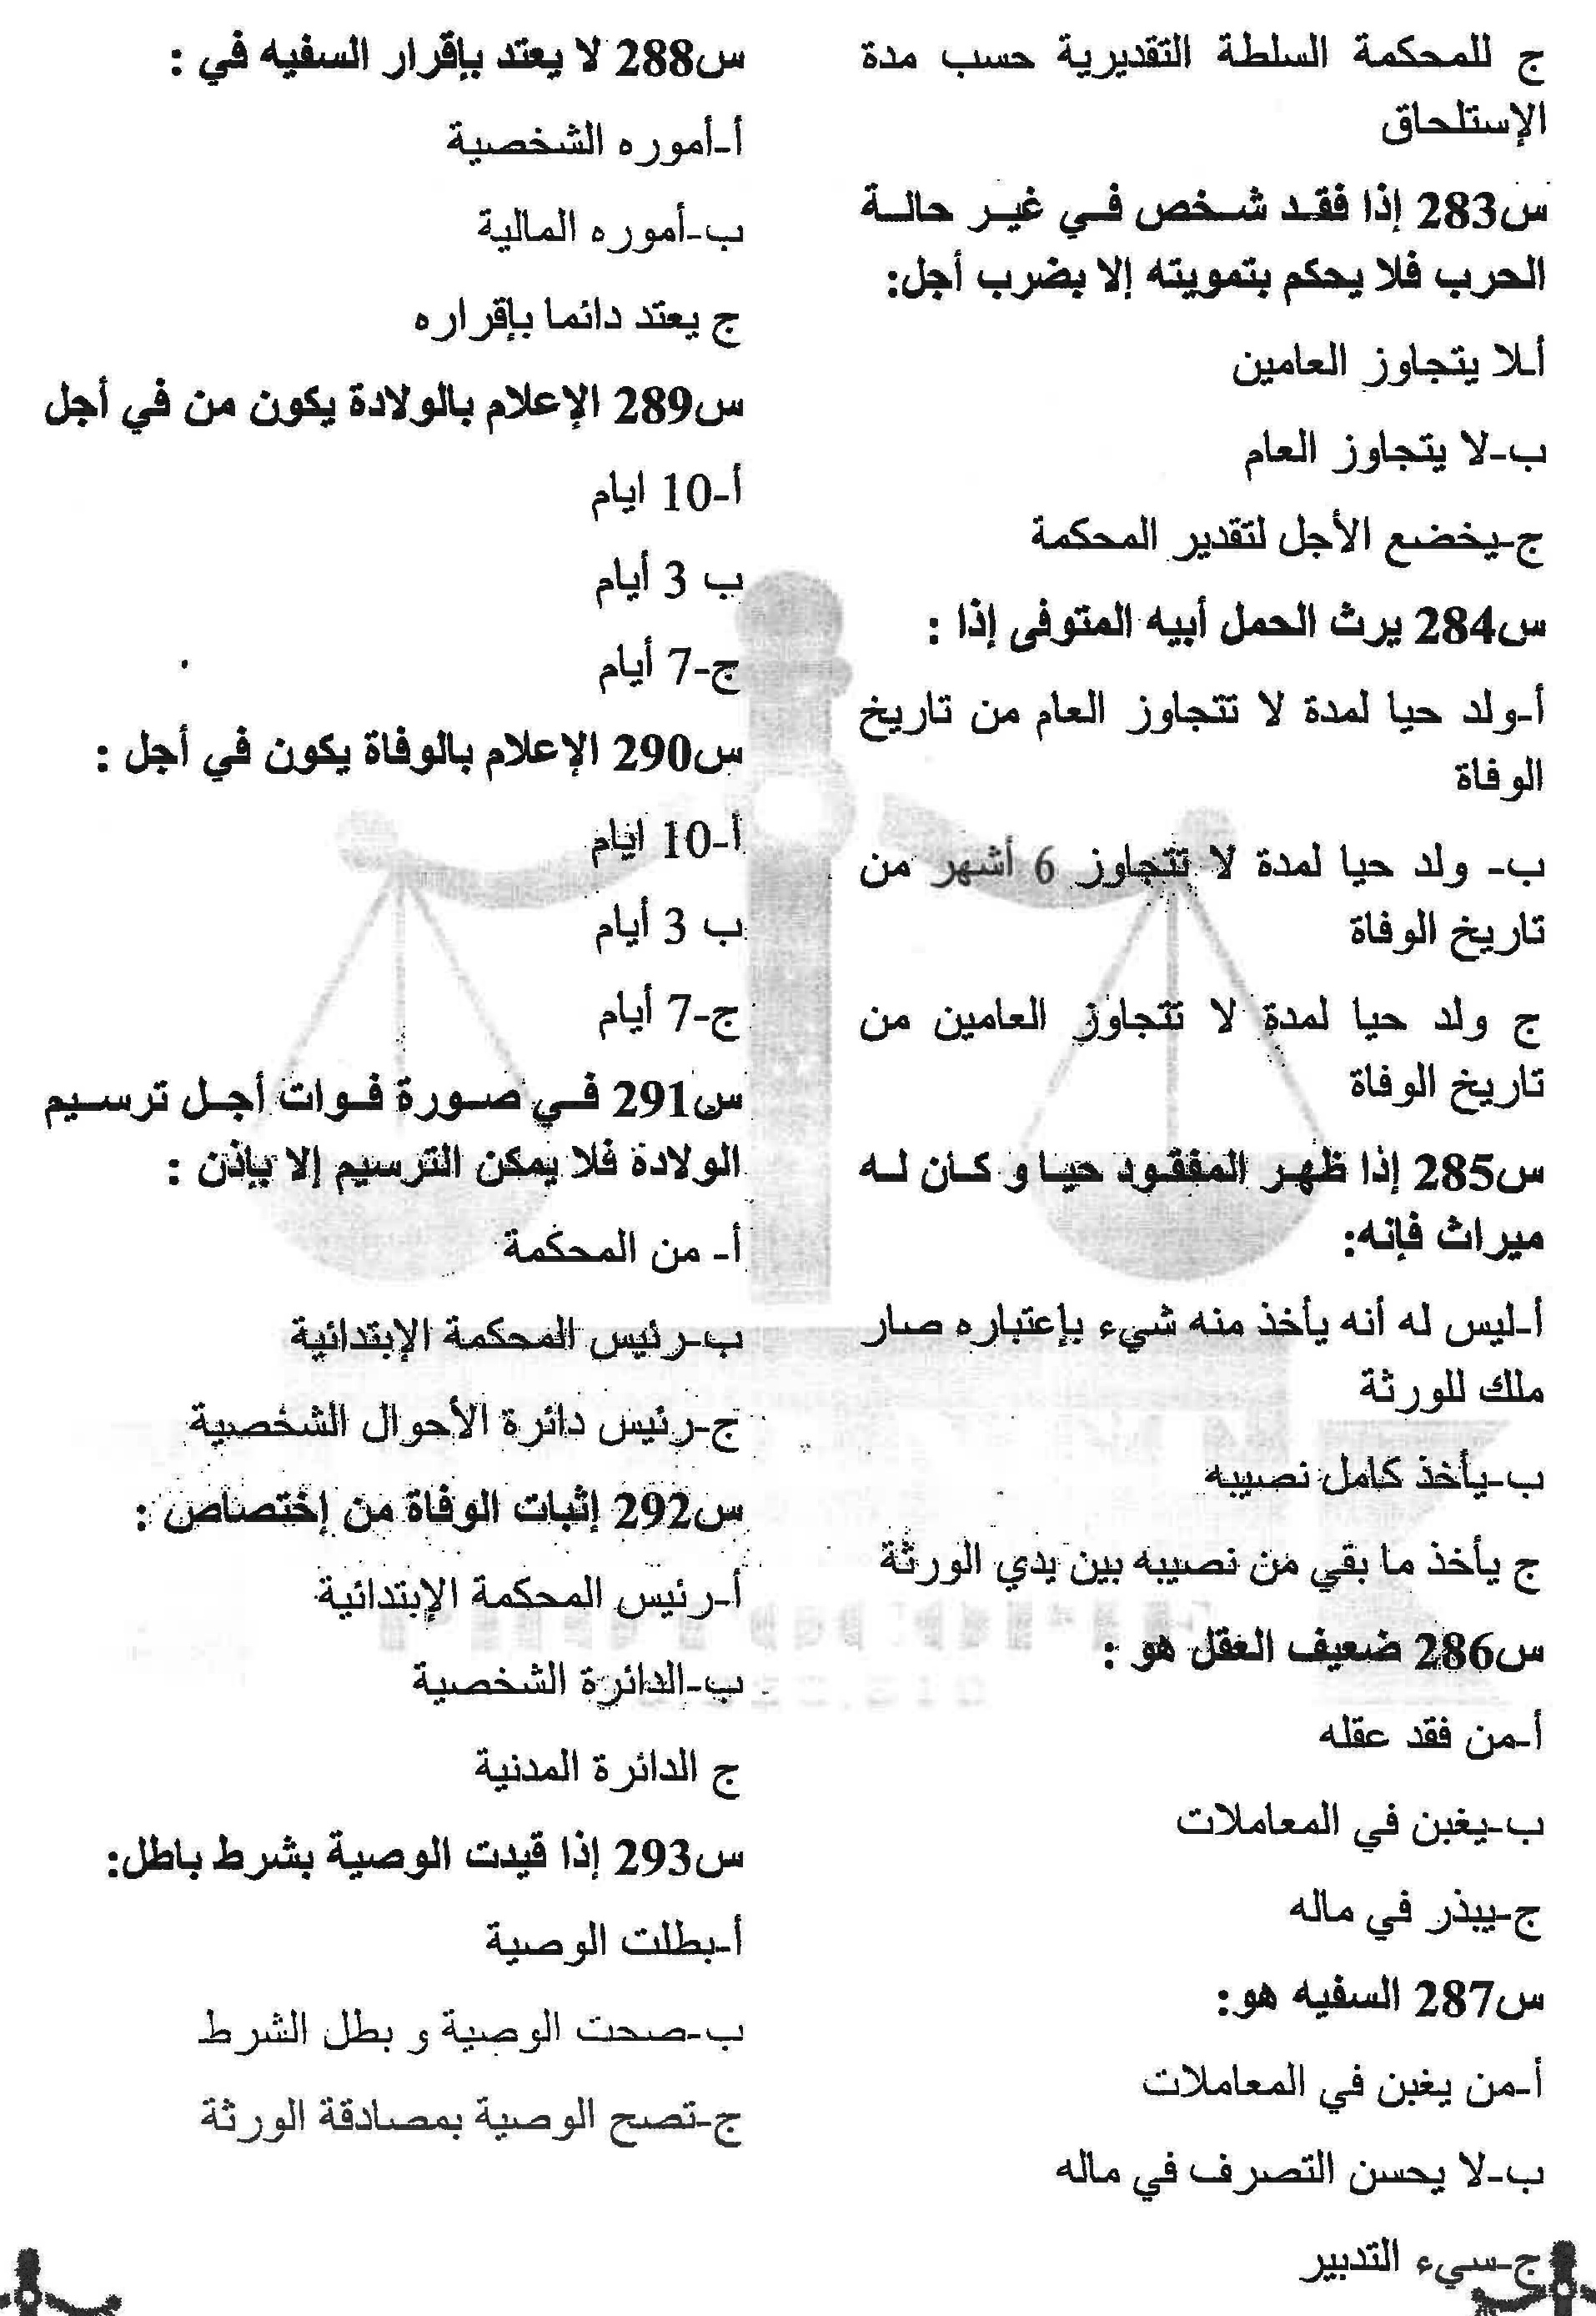 ج للمحكمة السلطة التقديرية حسب مدة
الإستلحاق
س283 إذا فقد شخص في غير حالة
الحرب فلا يحكم بتمويته إلا بضرب أجل:
أ-لا يتجاوز العامين
ب-لا يتجاوز العام
ج-يخضع الأجل لتقدير المحكمة
س284 يرث الحمل أبيه المتوفى إذا :
أ-ولد حيا لمدة لا تتجاوز العام من تاريخ
الوفاة
ب- ولد حيا لمدة لا تتجاوز 6 أشهر من
تاريخ الوفاة
ج ولد حيا لمدة لا تتجاوز العامين من
تاريخ الوفاة
س285 إذا ظهر المفقود حيا و كان له
ميراث فإنه:
أ-ليس له أنه يأخذ منه شيء بإعتباره صار
ملك للورثة
ب-يأخذ كامل نصيبه
ج يأخذ ما بقي من نصيبه بين يدي الورثة
س286 ضعيف العقل هو :
أ-من فقد عقله
ب-يغبن في المعاملات
ج-يبذر في ماله
س287 السفيه هو:
أ-من يغبن في المعاملات
ب-لا يحسن التصرف في ماله
ج-سيء التدبير
س288 لا يعتد بإقرار السفيه في :
أ-أموره الشخصية
ب-أموره المالية
ج يعتد دائما بإقراره
س289 الإعلام بالولادة يكون من في أجل
أ-10 ايام
ب 3 أيام
ج-7 أيام
س290 الإعلام بالوفاة يكون في أجل :
أ-10 ايام
ب 3 أيام
ج-7 أيام
س291 في صورة فوات أجل ترسيم
الولادة فلا يمكن الترسيم إلا بإذن :
أ- من المحكمة
ب-رئيس المحكمة الإبتدائية
ج-رئيس دائرة الأحوال الشخصية
س292 إثبات الوفاة من إختصاص :
أ-رئيس المحكمة الإبتدائية
ب-الدائرة الشخصية
ج الدائرة المدنية
س293 إذا قيدت الوصية بشرط باطل:
أ-بطلت الوصية
ب-صحت الوصية و بطل الشرط
ج-تصح الوصية بمصادقة الورثة